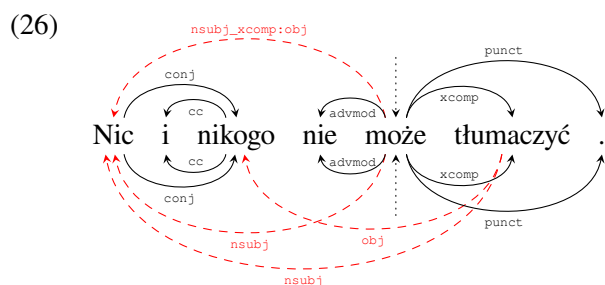 (26)
nsubj_xcomp:obj
punct
conj
cc
advmod
xcomp
Nic i nikogo nie może tłumaczyć .
cc
advmod
xcomp
conj
punct
nsubj
obj
nsubj